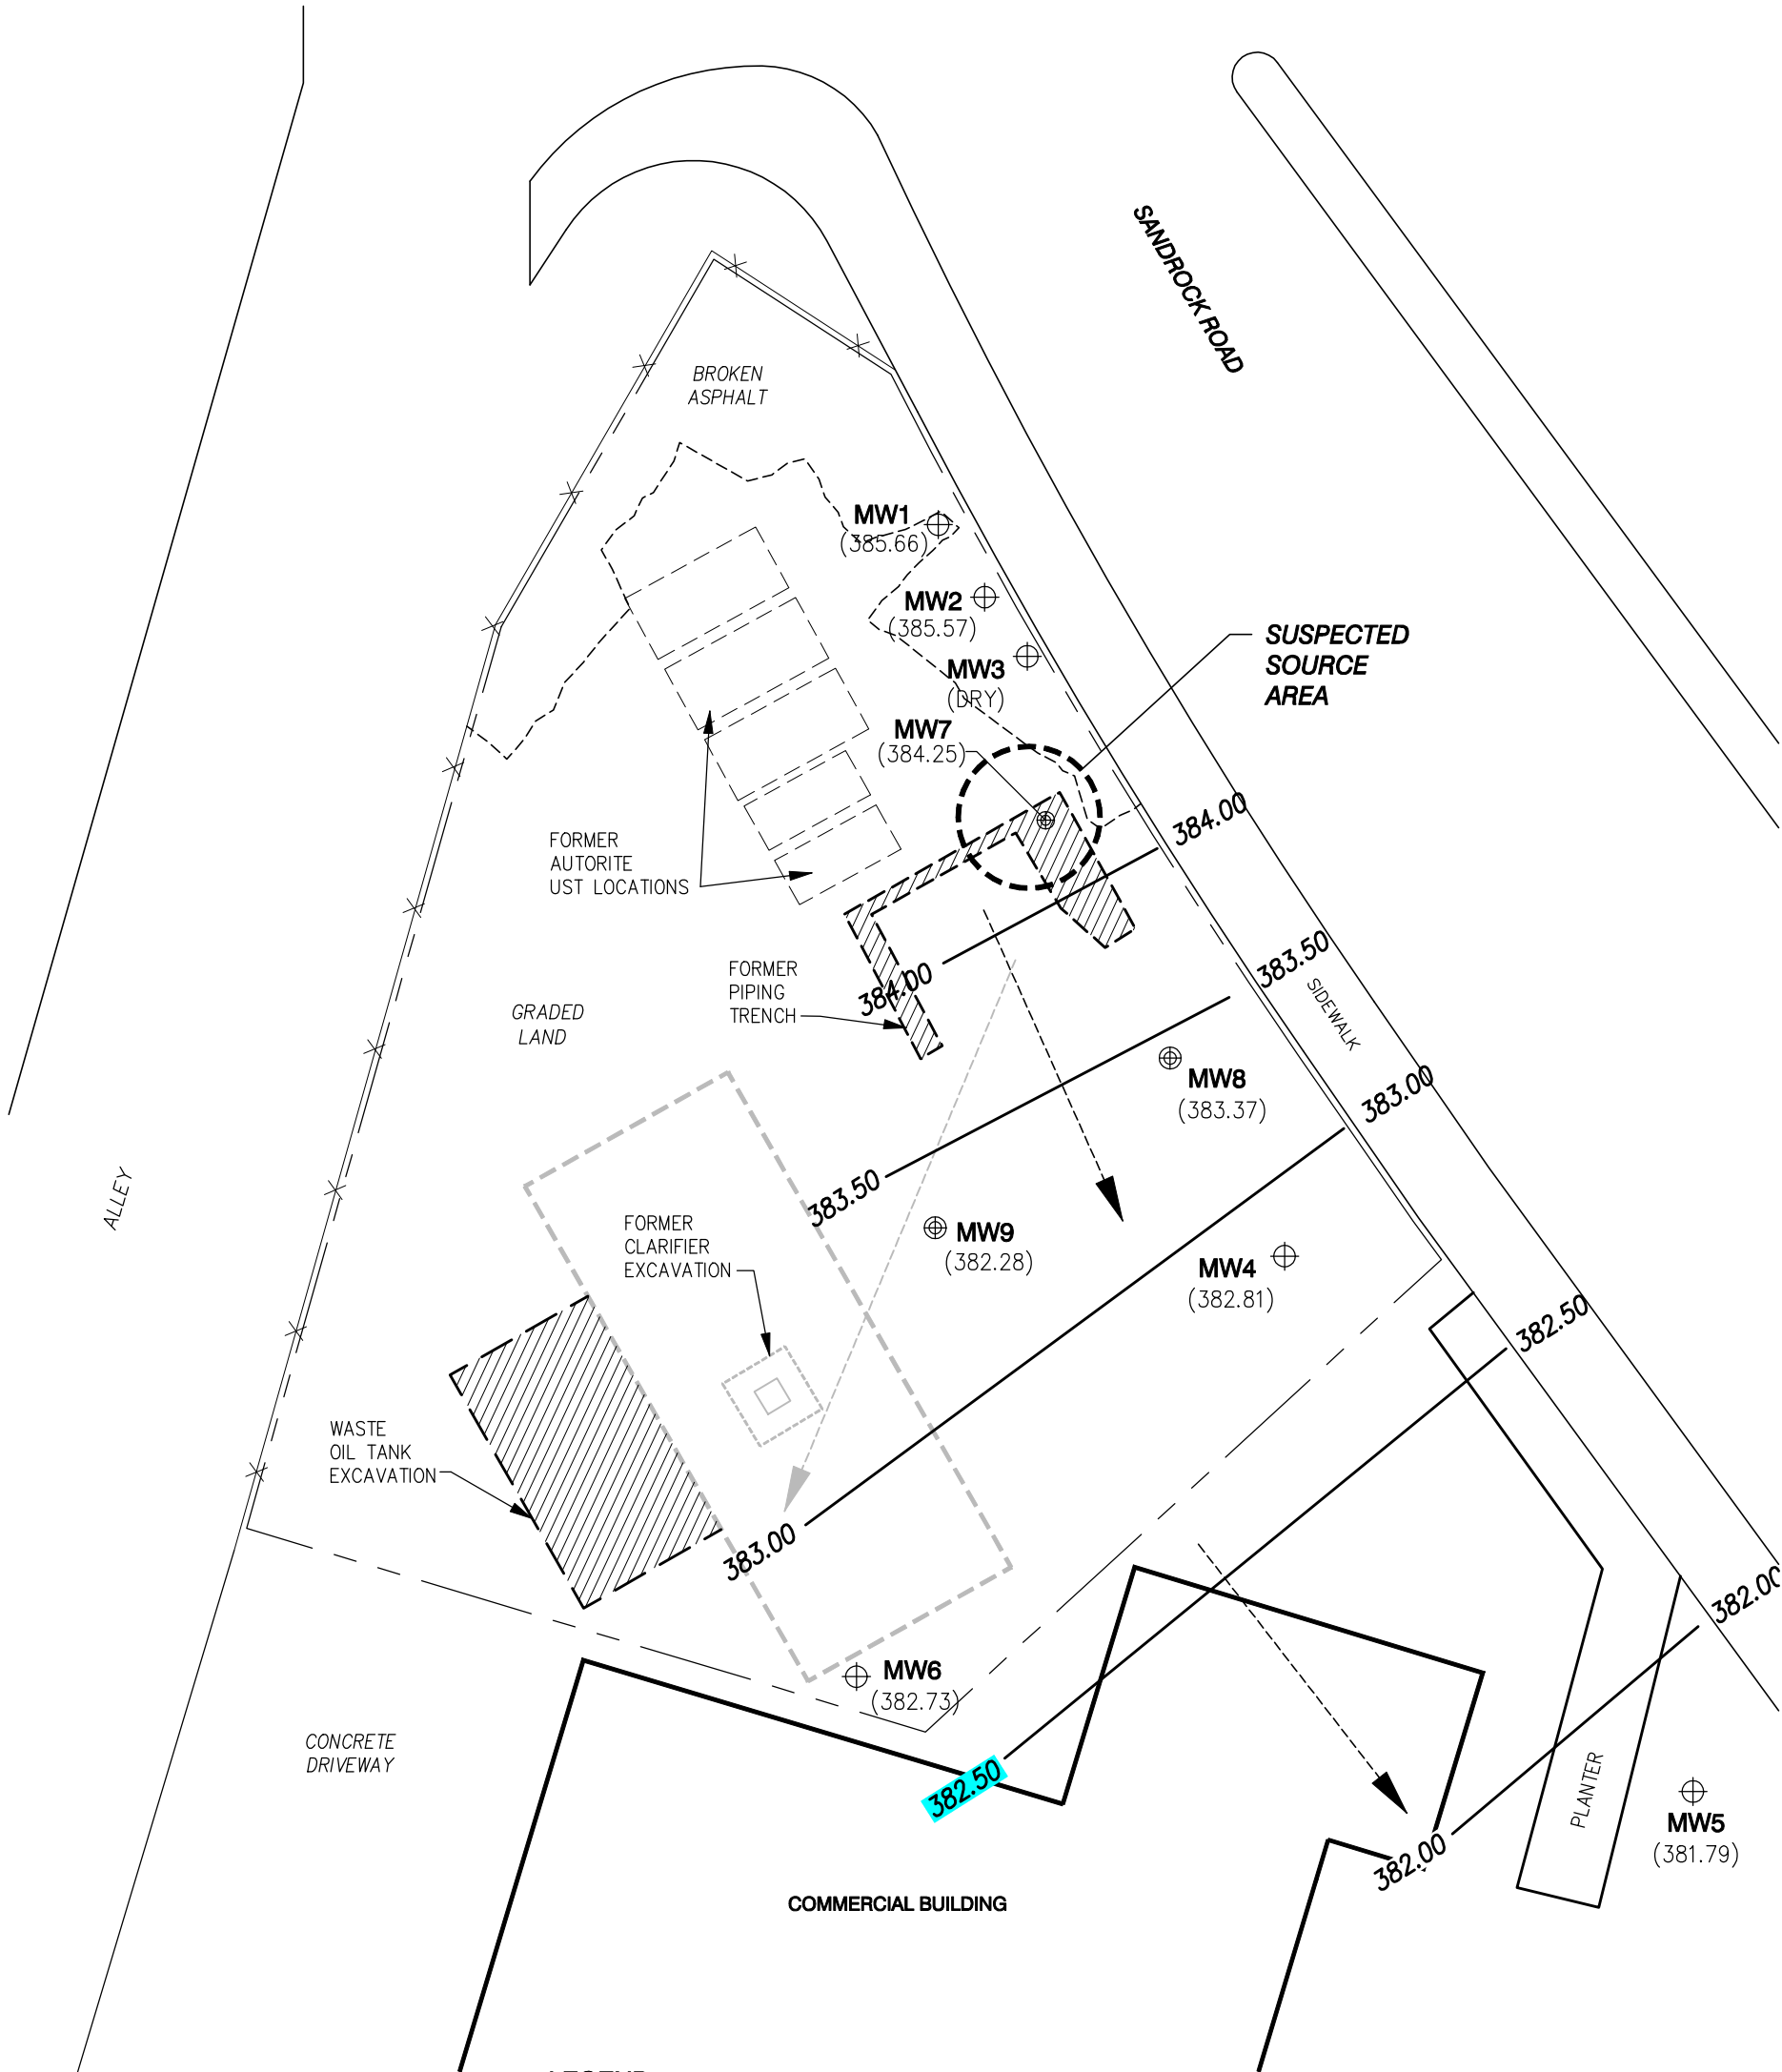 SANDROCK ROAD
BROKEN
ASPHALT
MW1
(385.66)
MW2
(385.57)
SUSPECTED
SOURCE
AREA
MW3
(DRY)
MW7
(384.25)
384.00
FORMER
AUTORITE
UST LOCATIONS
383.50
FORMER
PIPING
TRENCH
384.00
GRADED
LAND
SIDEWALK
MW8
(383.37)
383.00
ALLEY
383.50
FORMER
CLARIFIER
EXCAVATION
MW9
(382.28)
MW4
(382.81)
382.50
WASTE
OIL TANK
EXCAVATION
383.00
382.00
MW6
(382.73)
CONCRETE
DRIVEWAY
382.50
PLANTER
MW5
(381.79)
382.00
COMMERCIAL BUILDING